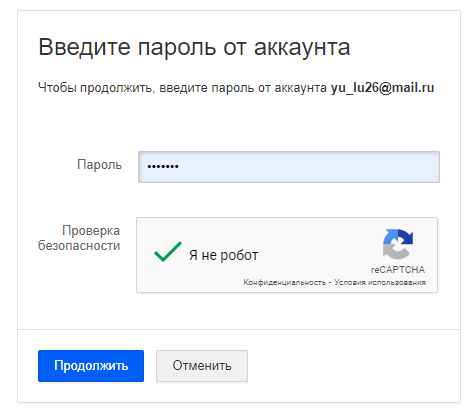 Введите пароль от аккаунта
Чтобы продолжить, введите пароль от аккаунта yu_lu26@mail.ru
Пароль •••••••
Проверка безопасности
Я не робот
reCAPTCHA
Конфиденциальность - Условия использования
Продолжить Отменить